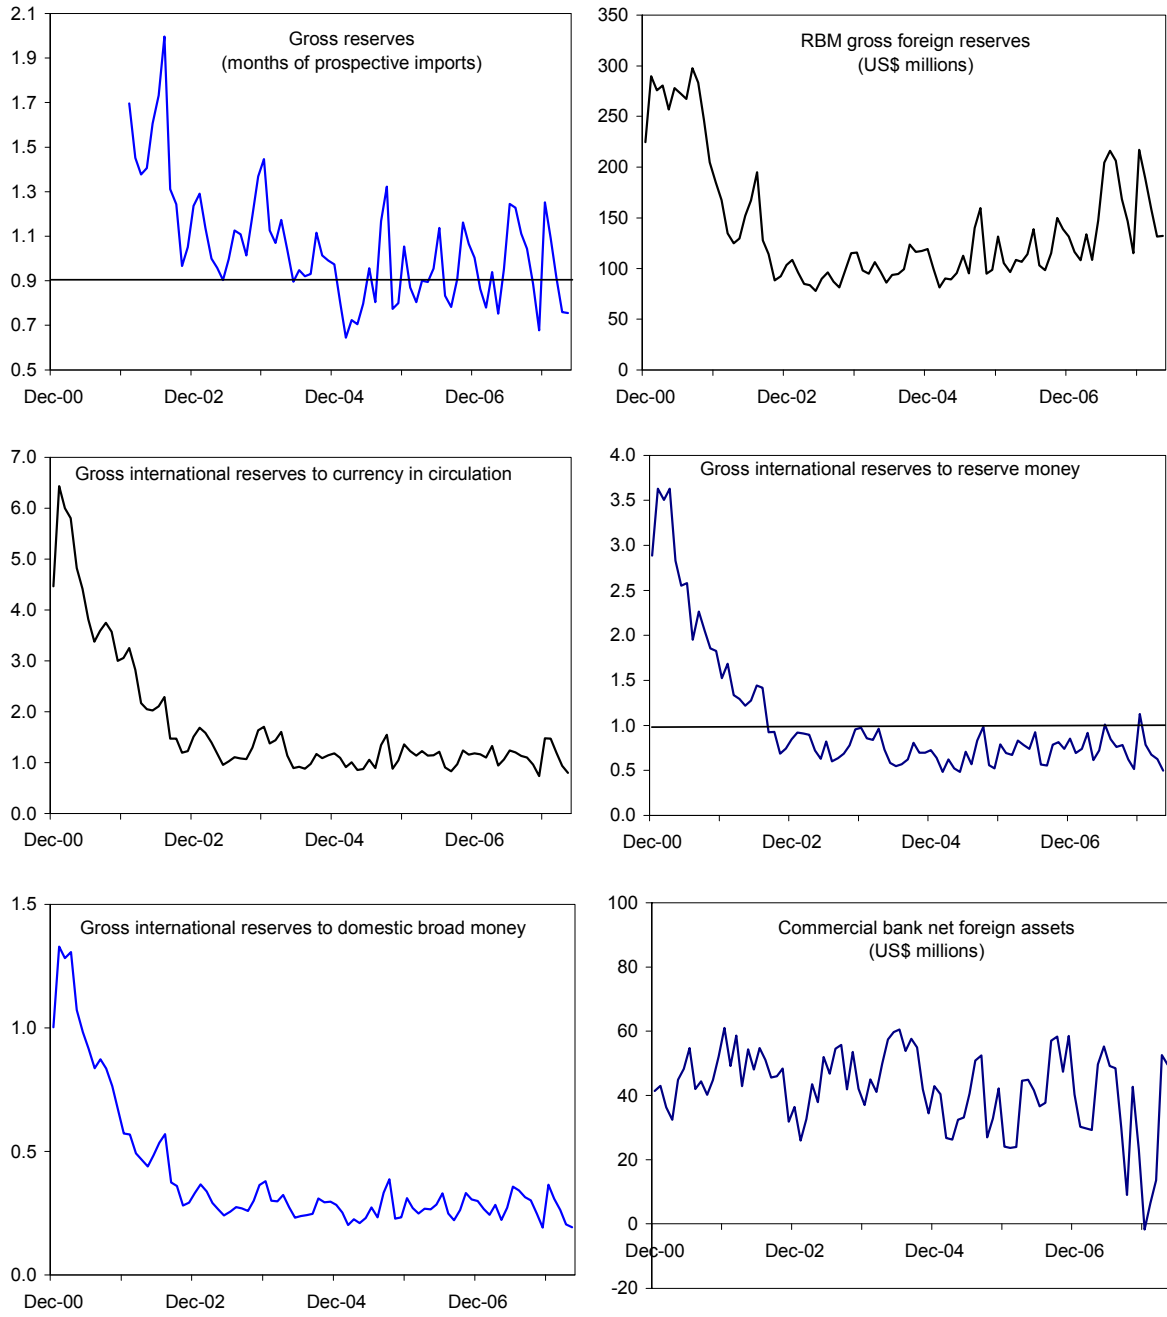 Gross reserves
(months of prospective imports)
2.1
1.9
1.7
1.5
1.3
1.1
0.9
0.7
0.5
Dec-00
Dec-02
Dec-04
Dec-06
RBM gross foreign reserves
(US$ millions)
350
300
250
200
150
100
50
0
Dec-00
Dec-02
Dec-04
Dec-06
Gross international reserves to currency in circulation
7.0
6.0
5.0
4.0
3.0
2.0
1.0
0.0
Dec-00
Dec-02
Dec-04
Dec-06
Gross international reserves to reserve money
4.0
3.5
3.0
2.5
2.0
1.5
1.0
0.5
0.0
Dec-00
Dec-02
Dec-04
Dec-06
Gross international reserves to domestic broad money
1.5
1.0
0.5
0.0
Dec-00
Dec-02
Dec-04
Dec-06
Commercial bank net foreign assets
(US$ millions)
100
80
60
40
20
0
-20
Dec-00
Dec-02
Dec-04
Dec-06